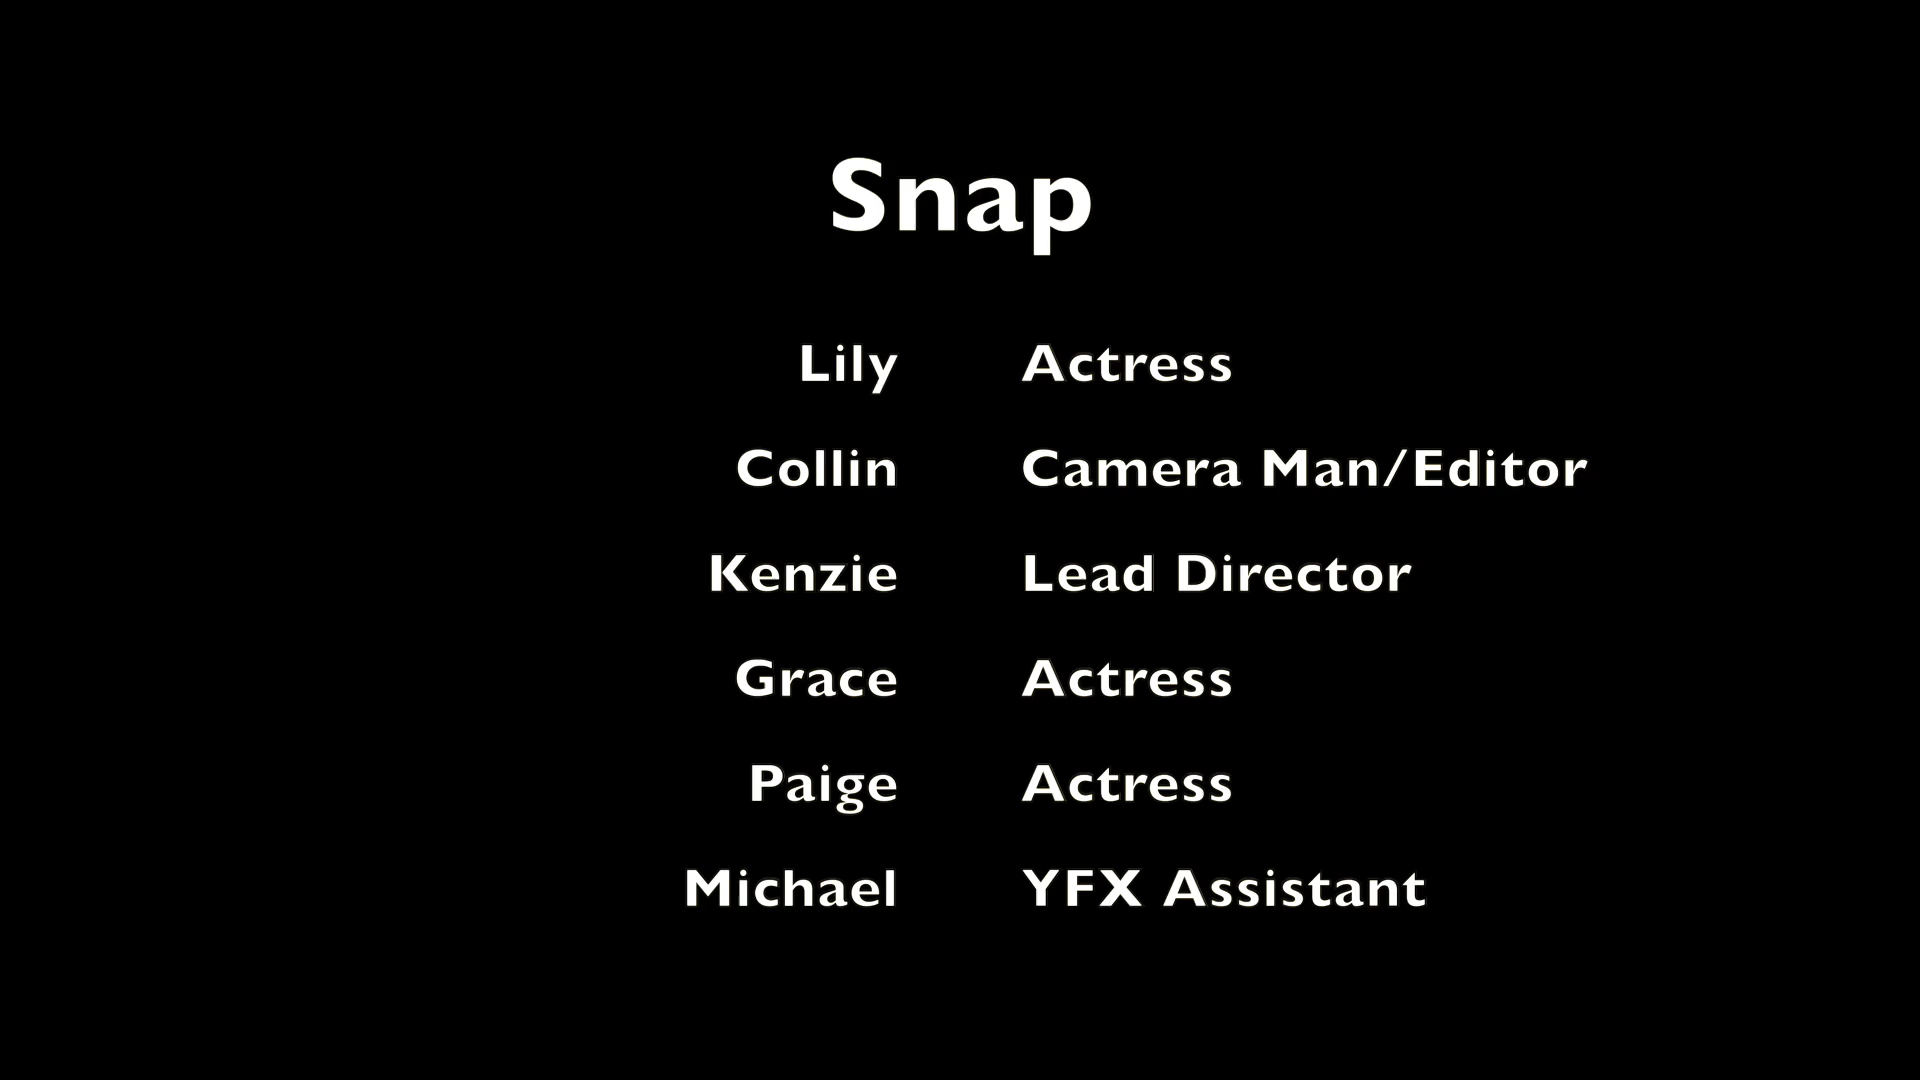 Snap
Lily Actress
Collin Camera Man/Editor
Kenzie Lead Director
Grace Actress
Paige Actress
Michael YFX Assistant